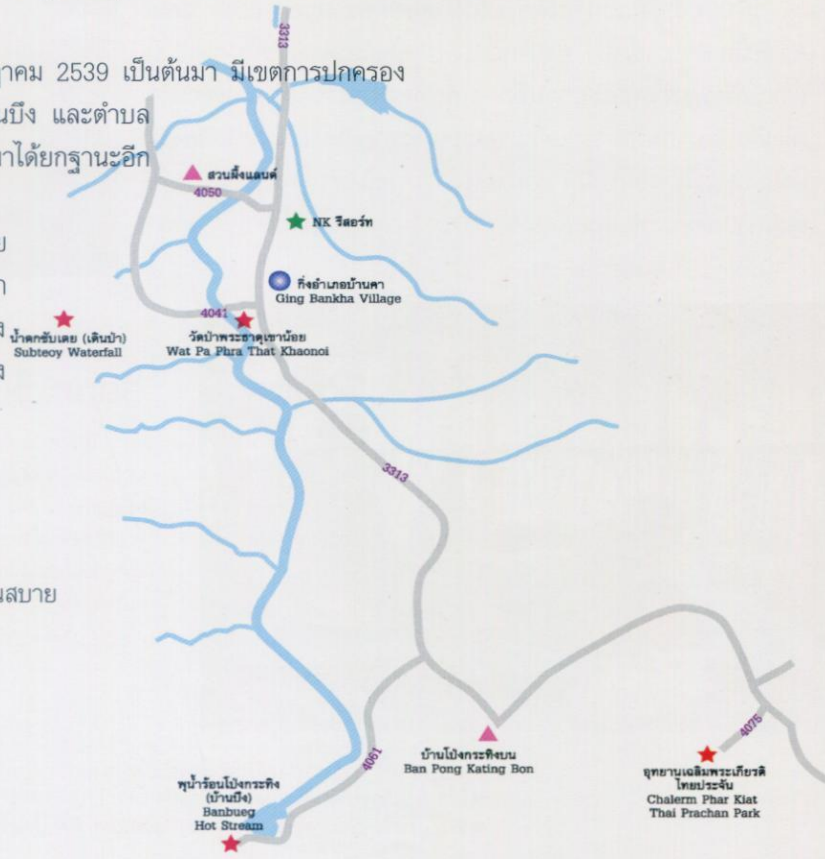 3313
าคม 2539 เป็นต้นมา มีเขตการปกครอง
นบึง และตำบล
มาได้ยกฐานะอีก
สวนผึ้งแลนด์
4050
NK รีสอร์ท
ย
า
กิ่งอำเภอบ้านคา
Ging Bankha Village
4041
ง
น้ำตกซับเตย (เดินป่า)
Subteoy Waterfall
วัดป่าพระธาตุเขาน้อย
Wat Pa Phra That Khaonoi
ง
3313
นสบาย
4061
บ้านโป่งกระทิงบน
Ban Pong Kating Bon
4075
อุทยานเฉลิมพระเกียรติ
ไทยประจัน
Chalerm Phar Kiat
Thai Prachan Park
พุน้ำร้อนโป่งกระทิง
(บ้านบึง)
Banbueg
Hot Stream